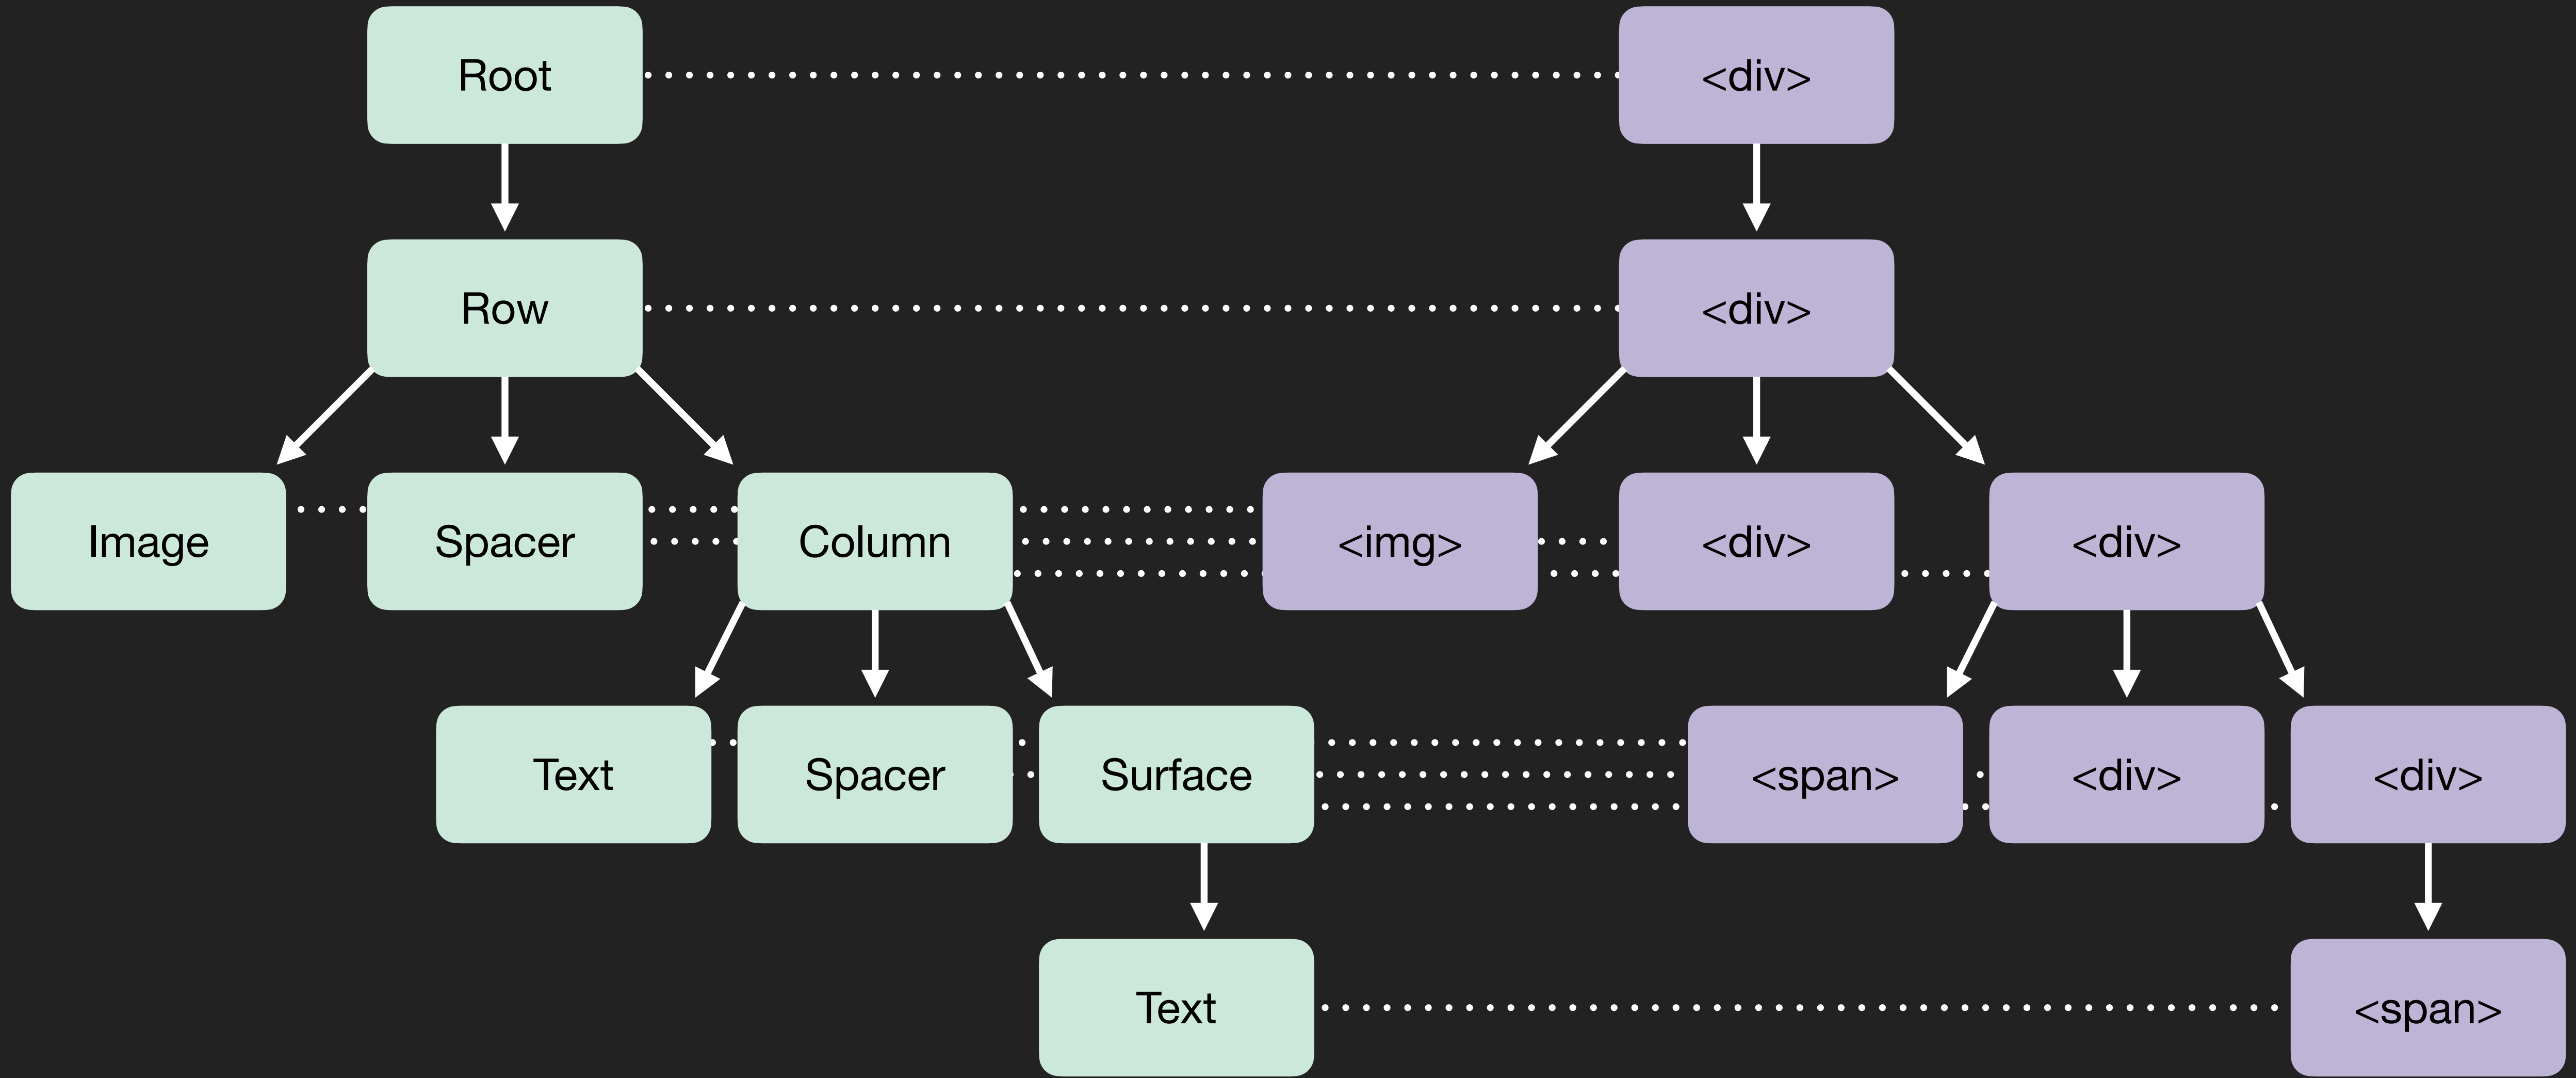 Root
<div>
Row
<div>
Image
Spacer
Column
<img>
<div>
<div>
Text
Spacer
Surface
<span>
<div>
<div>
Text
<span>